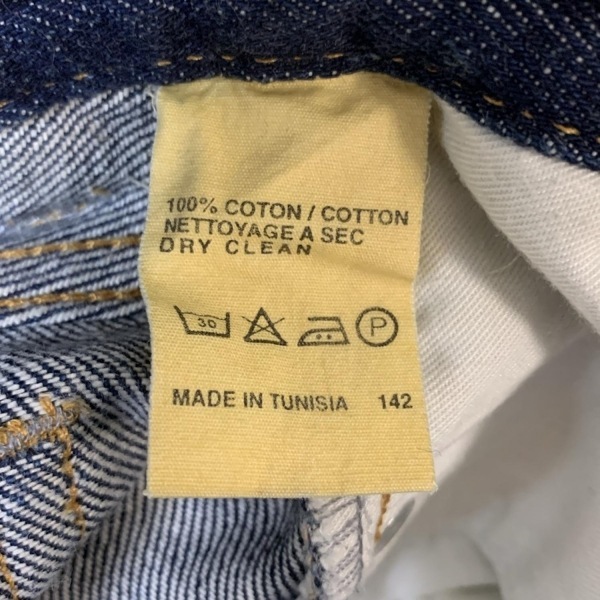 100% COTON / COTTON
NETTOYAGE A SEC
DRY CLEAN
30 P
MADE IN TUNISIA 142